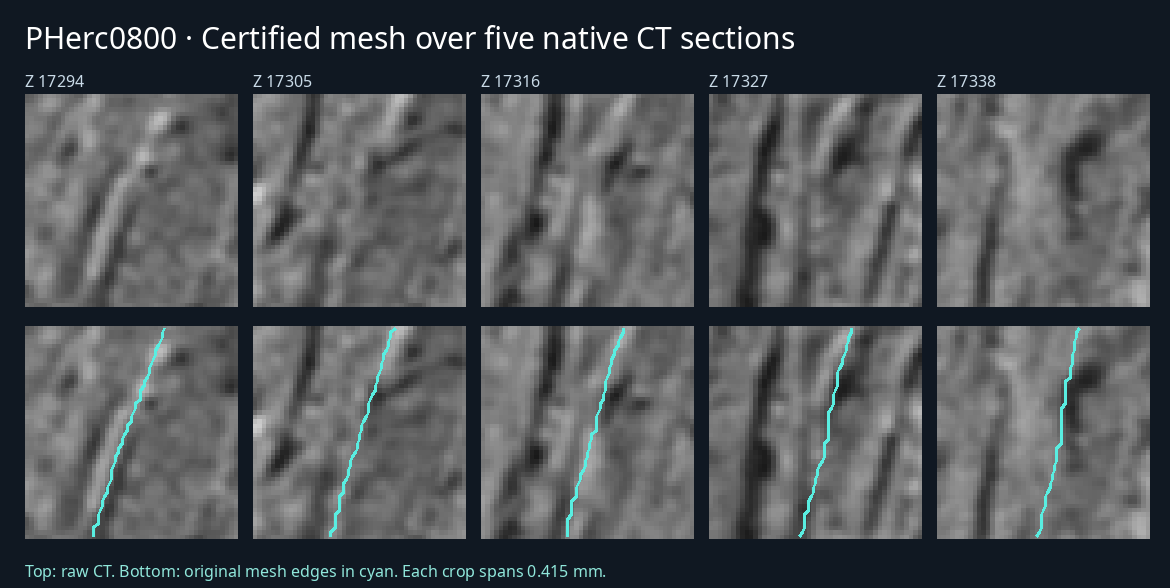 PHerc0800 · Certified mesh over five native CT sections
Z 17294 Z 17305 Z 17316 Z 17327 Z 17338
Top: raw CT. Bottom: original mesh edges in cyan. Each crop spans 0.415 mm.